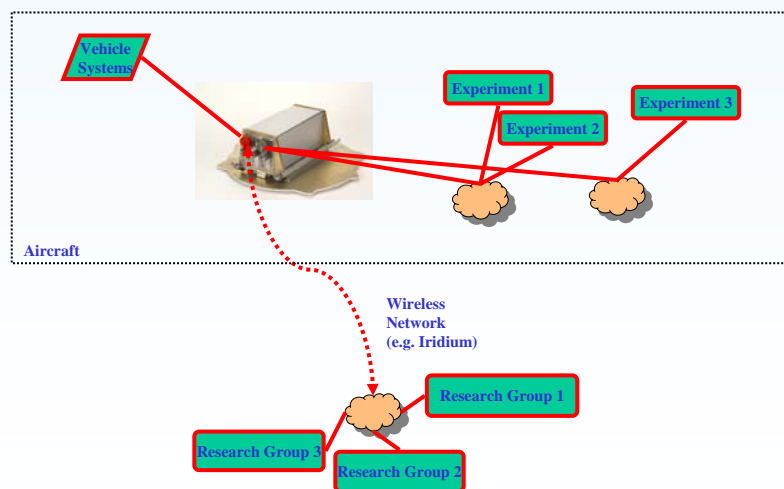 Vehicle
Systems
Experiment 1
Experiment 2
Experiment 3
Aircraft
Wireless
Network
(e.g. Iridium)
Research Group 1
Research Group 3
Research Group 2